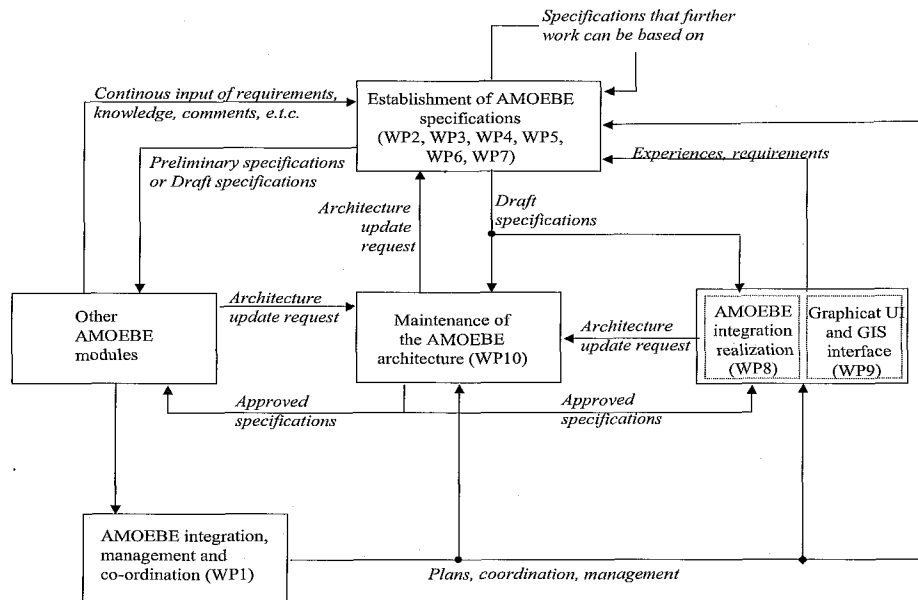 Specifications that further
work can be based on
Continous input of requirements,
knowledge, comments, e.t.c.
Establishment of AMOEBE
specifications
(WP2, WP3, WP4, WP5,
WP6, WP7)
Preliminary specifications
or Draft specifications
Experiences, requirements
Architecture
update
request
Draft
specifications
Other
AMOEBE
modules
Architecture
update request
Maintenance of
the AMOEBE
architecture (WP10)
Architecture
update request
AMOEBE
integration
realization
(WP8)
Graphicat UI
and GIS
interface
(WP9)
Approved
specifications
Approved
specifications
AMOEBE integration,
management and
co-ordination (WP1)
Plans, coordination, management